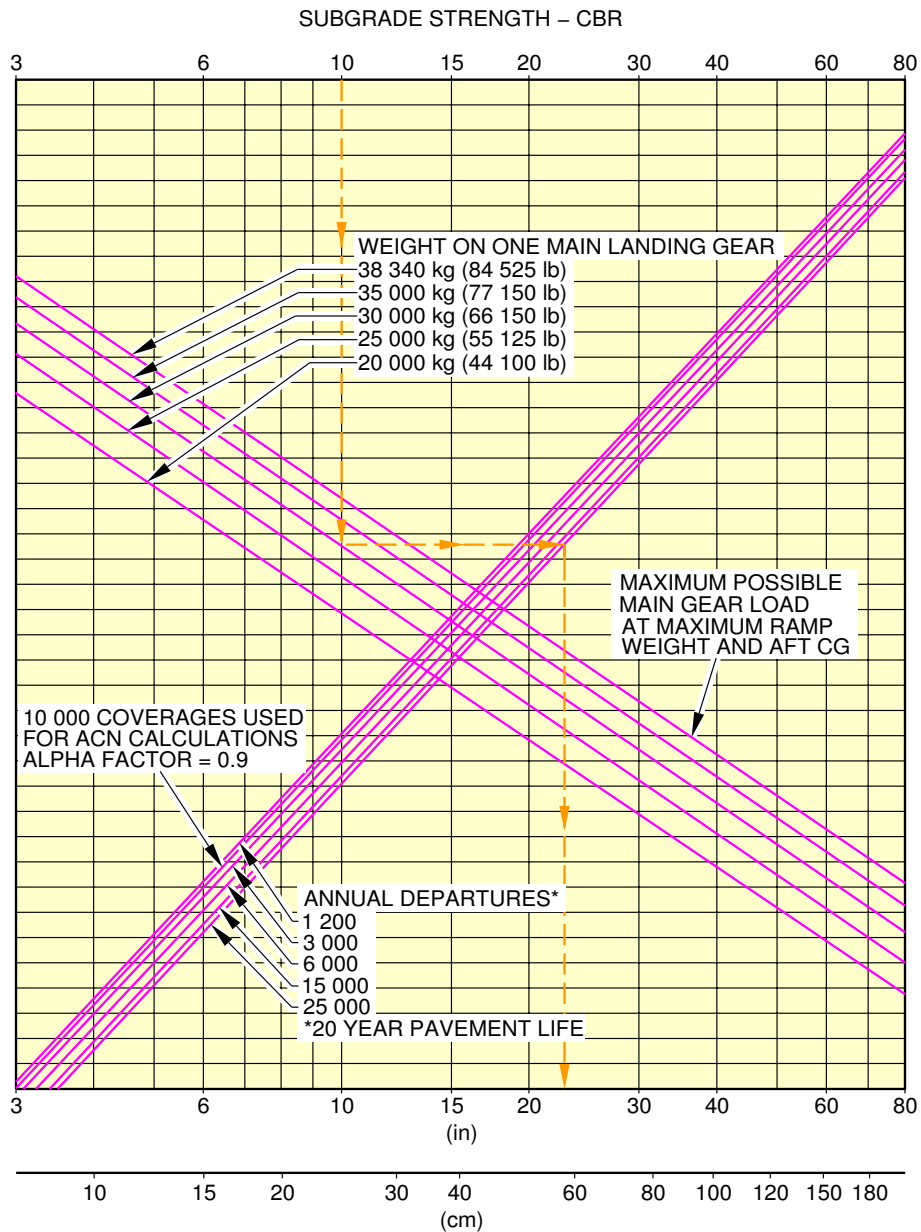 SUBGRADE STRENGTH – CBR
3 6 10 15 20 30 40 60 80
WEIGHT ON ONE MAIN LANDING GEAR
38 340 kg (84 525 lb)
35 000 kg (77 150 lb)
30 000 kg (66 150 lb)
25 000 kg (55 125 lb)
20 000 kg (44 100 lb)
MAXIMUM POSSIBLE
MAIN GEAR LOAD
AT MAXIMUM RAMP
WEIGHT AND AFT CG
10 000 COVERAGES USED
FOR ACN CALCULATIONS
ALPHA FACTOR = 0.9
ANNUAL DEPARTURES*
1 200
3 000
6 000
15 000
25 000
*20 YEAR PAVEMENT LIFE
3 6 10 15 20 30 40 60 80
(in)
10 15 20 30 40 60 80 100 120 150 180
(cm)